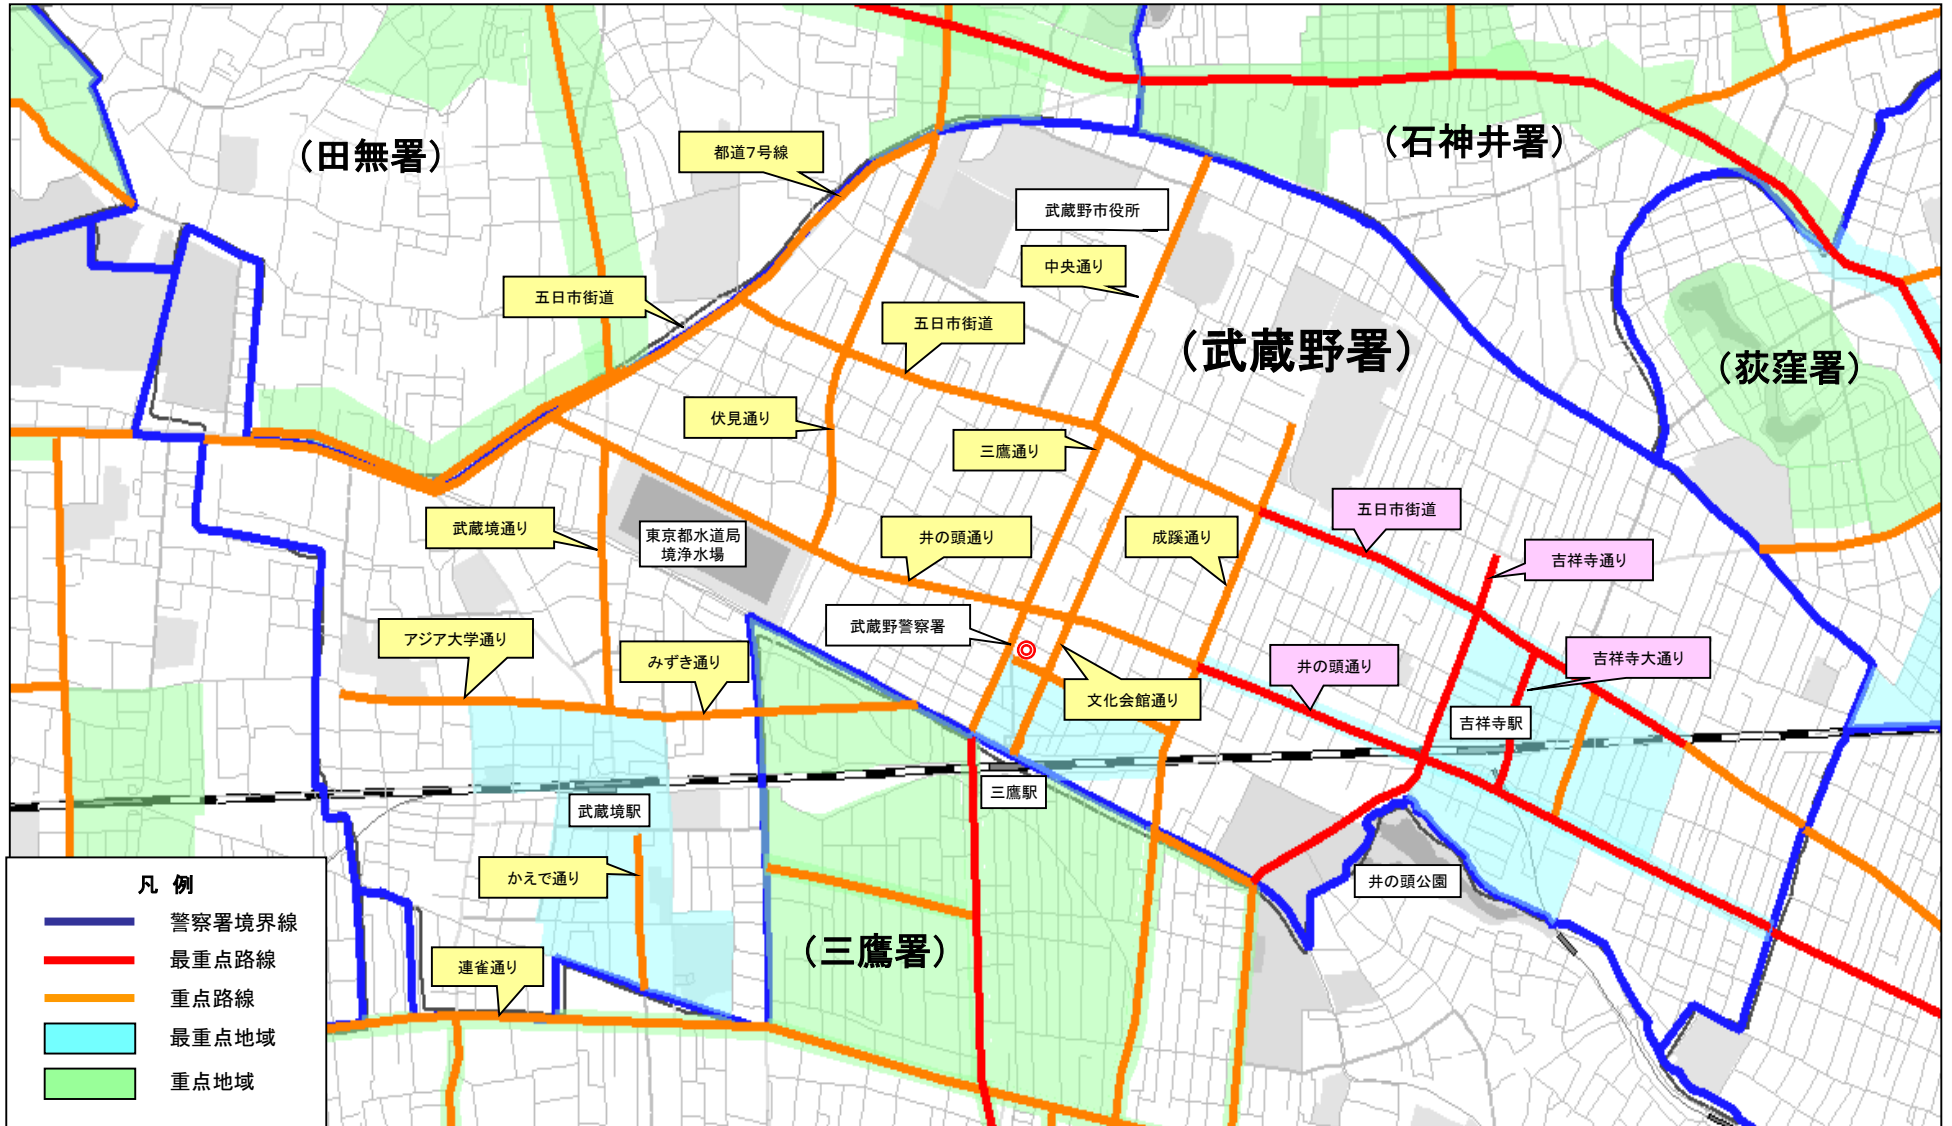 (田無署)
都道7号線
(石神井署)
武蔵野市役所
中央通り
五日市街道
五日市街道
(武蔵野署)
(荻窪署)
伏見通り
三鷹通り
武蔵境通り
東京都水道局
境浄水場
井の頭通り
成蹊通り
五日市街道
吉祥寺通り
アジア大学通り
みずき通り
武蔵野警察署
文化会館通り
井の頭通り
吉祥寺大通り
吉祥寺駅
武蔵境駅
三鷹駅
かえで通り
井の頭公園
連雀通り
(三鷹署)
凡 例
警察署境界線
最重点路線
重点路線
最重点地域
重点地域